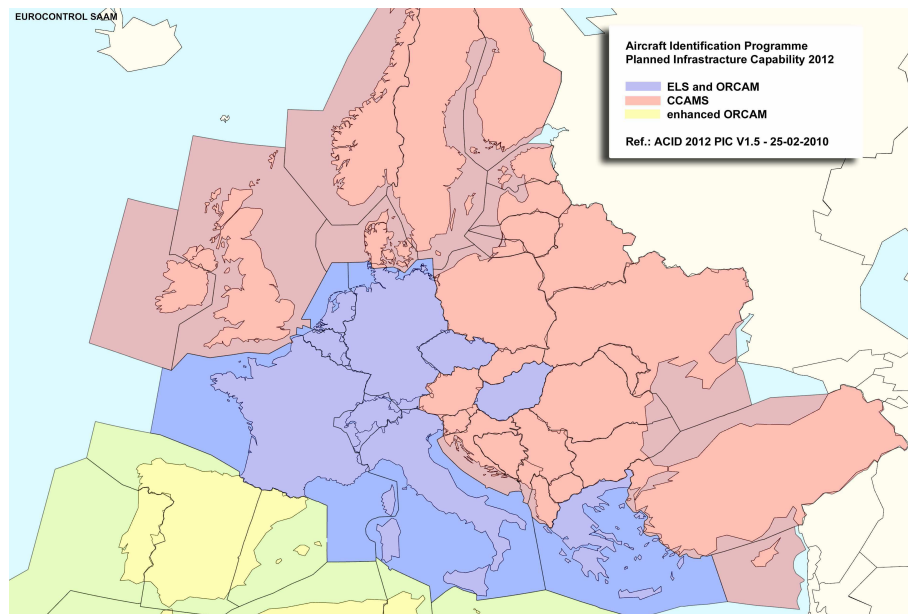 EUROCONTROL SAAM
Aircraft Identification Programme
Planned Infrastracture Capability 2012
ELS and ORCAM
CCAMS
enhanced ORCAM
Ref.: ACID 2012 PIC V1.5 - 25-02-2010